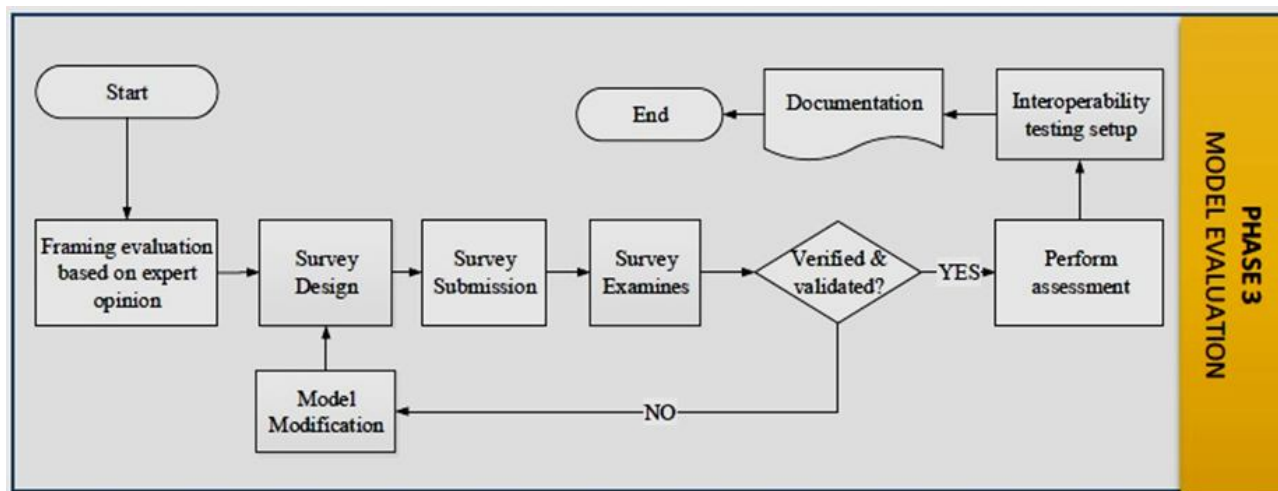 Start
Framing evaluation
based on expert
opinion
Survey
Design
Survey
Submission
Survey
Examines
Verified &
validated?
YES
Perform
assessment
Interoperability
testing setup
Documentation
End
NO
Model
Modification
PHASE 3
MODEL EVALUATION